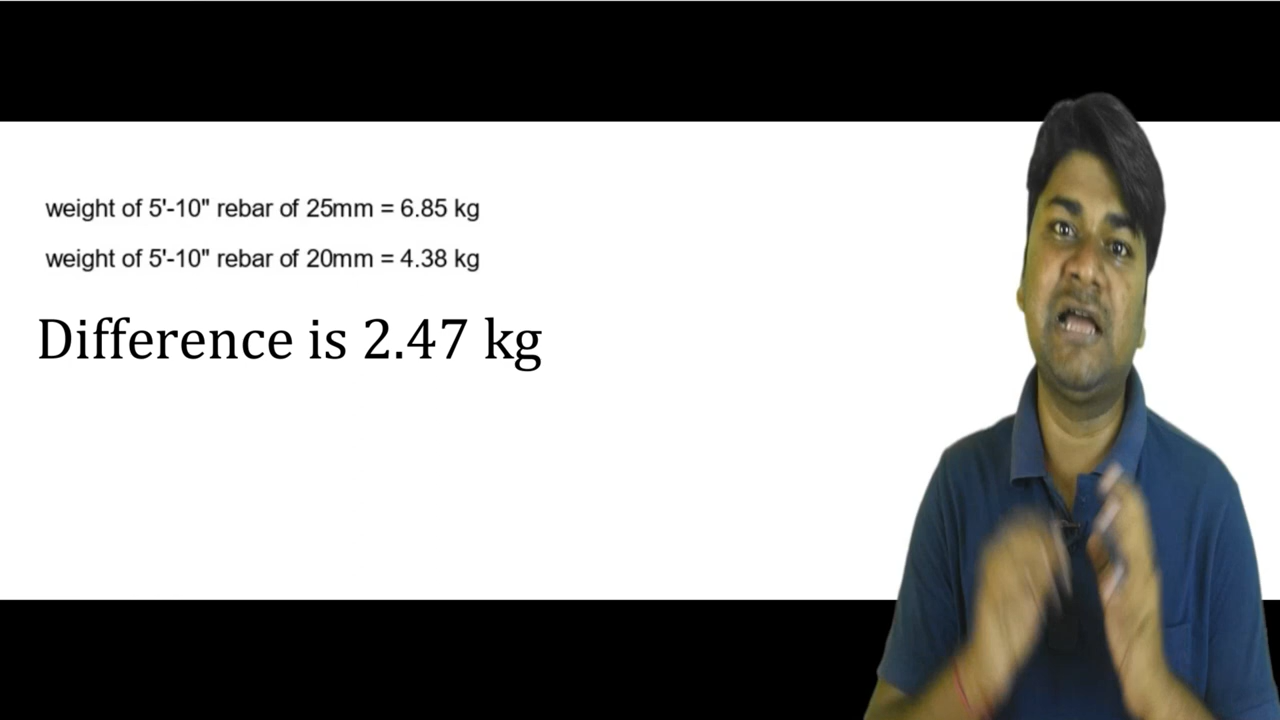 weight of 5'-10" rebar of 25mm = 6.85 kg
weight of 5'-10" rebar of 20mm = 4.38 kg
Difference is 2.47 kg